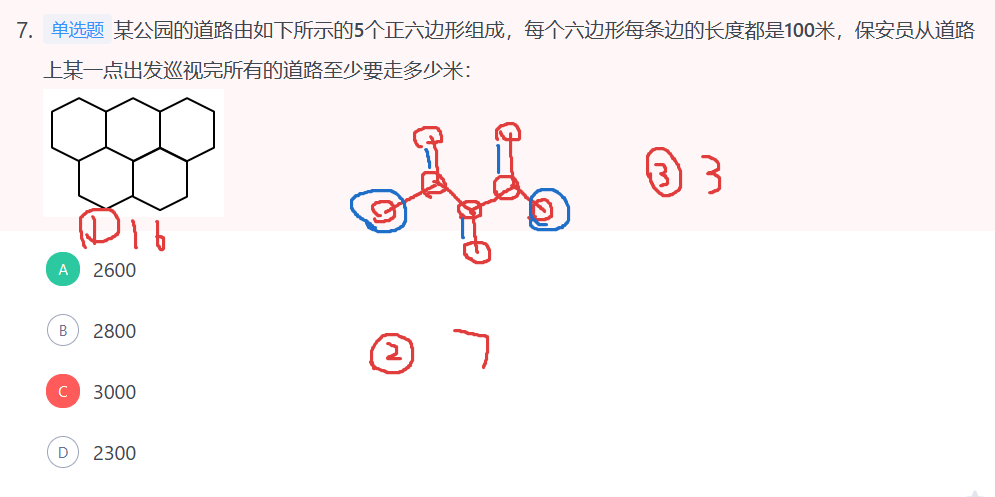 7. 单选题 某公园的道路由如下所示的5个正六边形组成，每个六边形每条边的长度都是100米，保安员从道路
上某一点出发巡视完所有的道路至少要走多少米：
③ 3
① 16
A 2600
B 2800
② 7
C 3000
D 2300